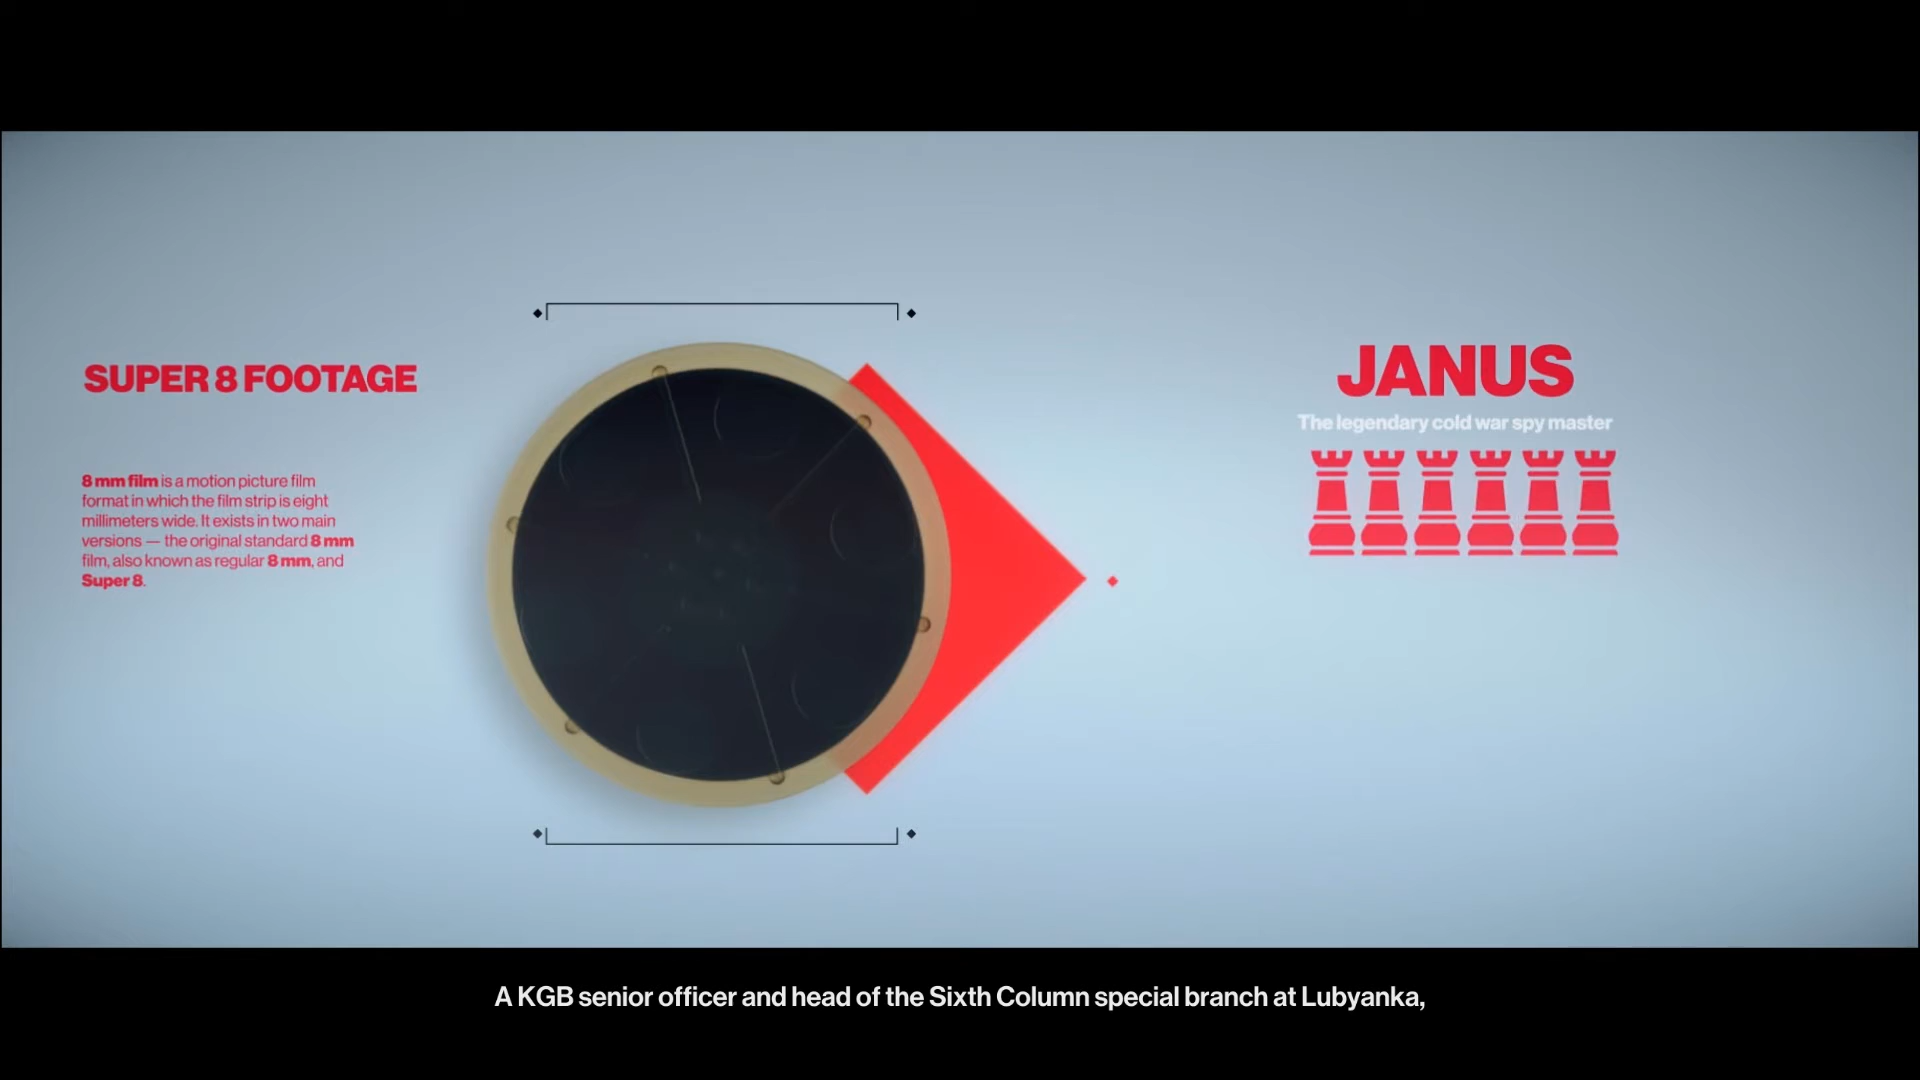 SUPER 8 FOOTAGE
8 mm film is a motion picture film
format in which the film strip is eight
millimeters wide. It exists in two main
versions — the original standard 8 mm
film, also known as regular 8 mm, and
Super 8.
JANUS
The legendary cold war spy master
A KGB senior officer and head of the Sixth Column special branch at Lubyanka,